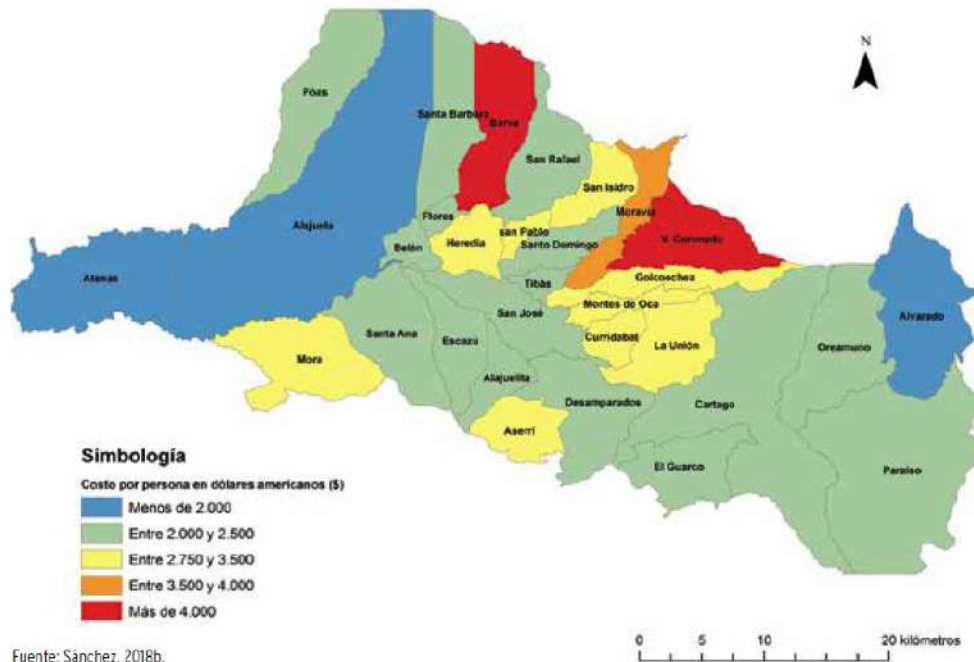 N
Póas
Santa Barbara
Barva
San Rafael
San Isidro
Alajuela
Flores
Moravia
san Pablo
Heredia
V. Coronado
Belén
Santo Domingo
Atenas
Goicoechea
Tibás
Montes de Oca
Alvarado
San José
Santa Ana
Escazú
Curridabat
La Unión
Oreamuno
Mora
Alajuelita
Desamparados
Cartago
Aserrí
El Guarco
Paraíso
Simbología
Costo por persona en dólares americanos ($)
Menos de 2.000
Entre 2.000 y 2.500
Entre 2.750 y 3.500
Entre 3.500 y 4.000
Más de 4.000
0 5 10 20 kilómetros
Fuente: Sánchez, 2018b.